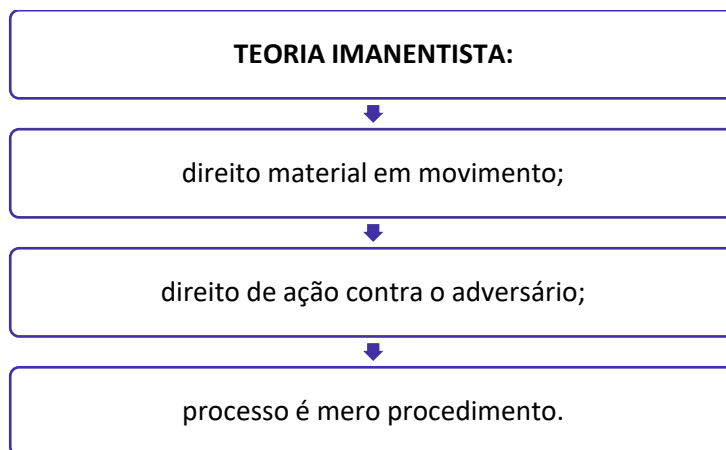 TEORIA IMANENTISTA:
direito material em movimento;
direito de ação contra o adversário;
processo é mero procedimento.